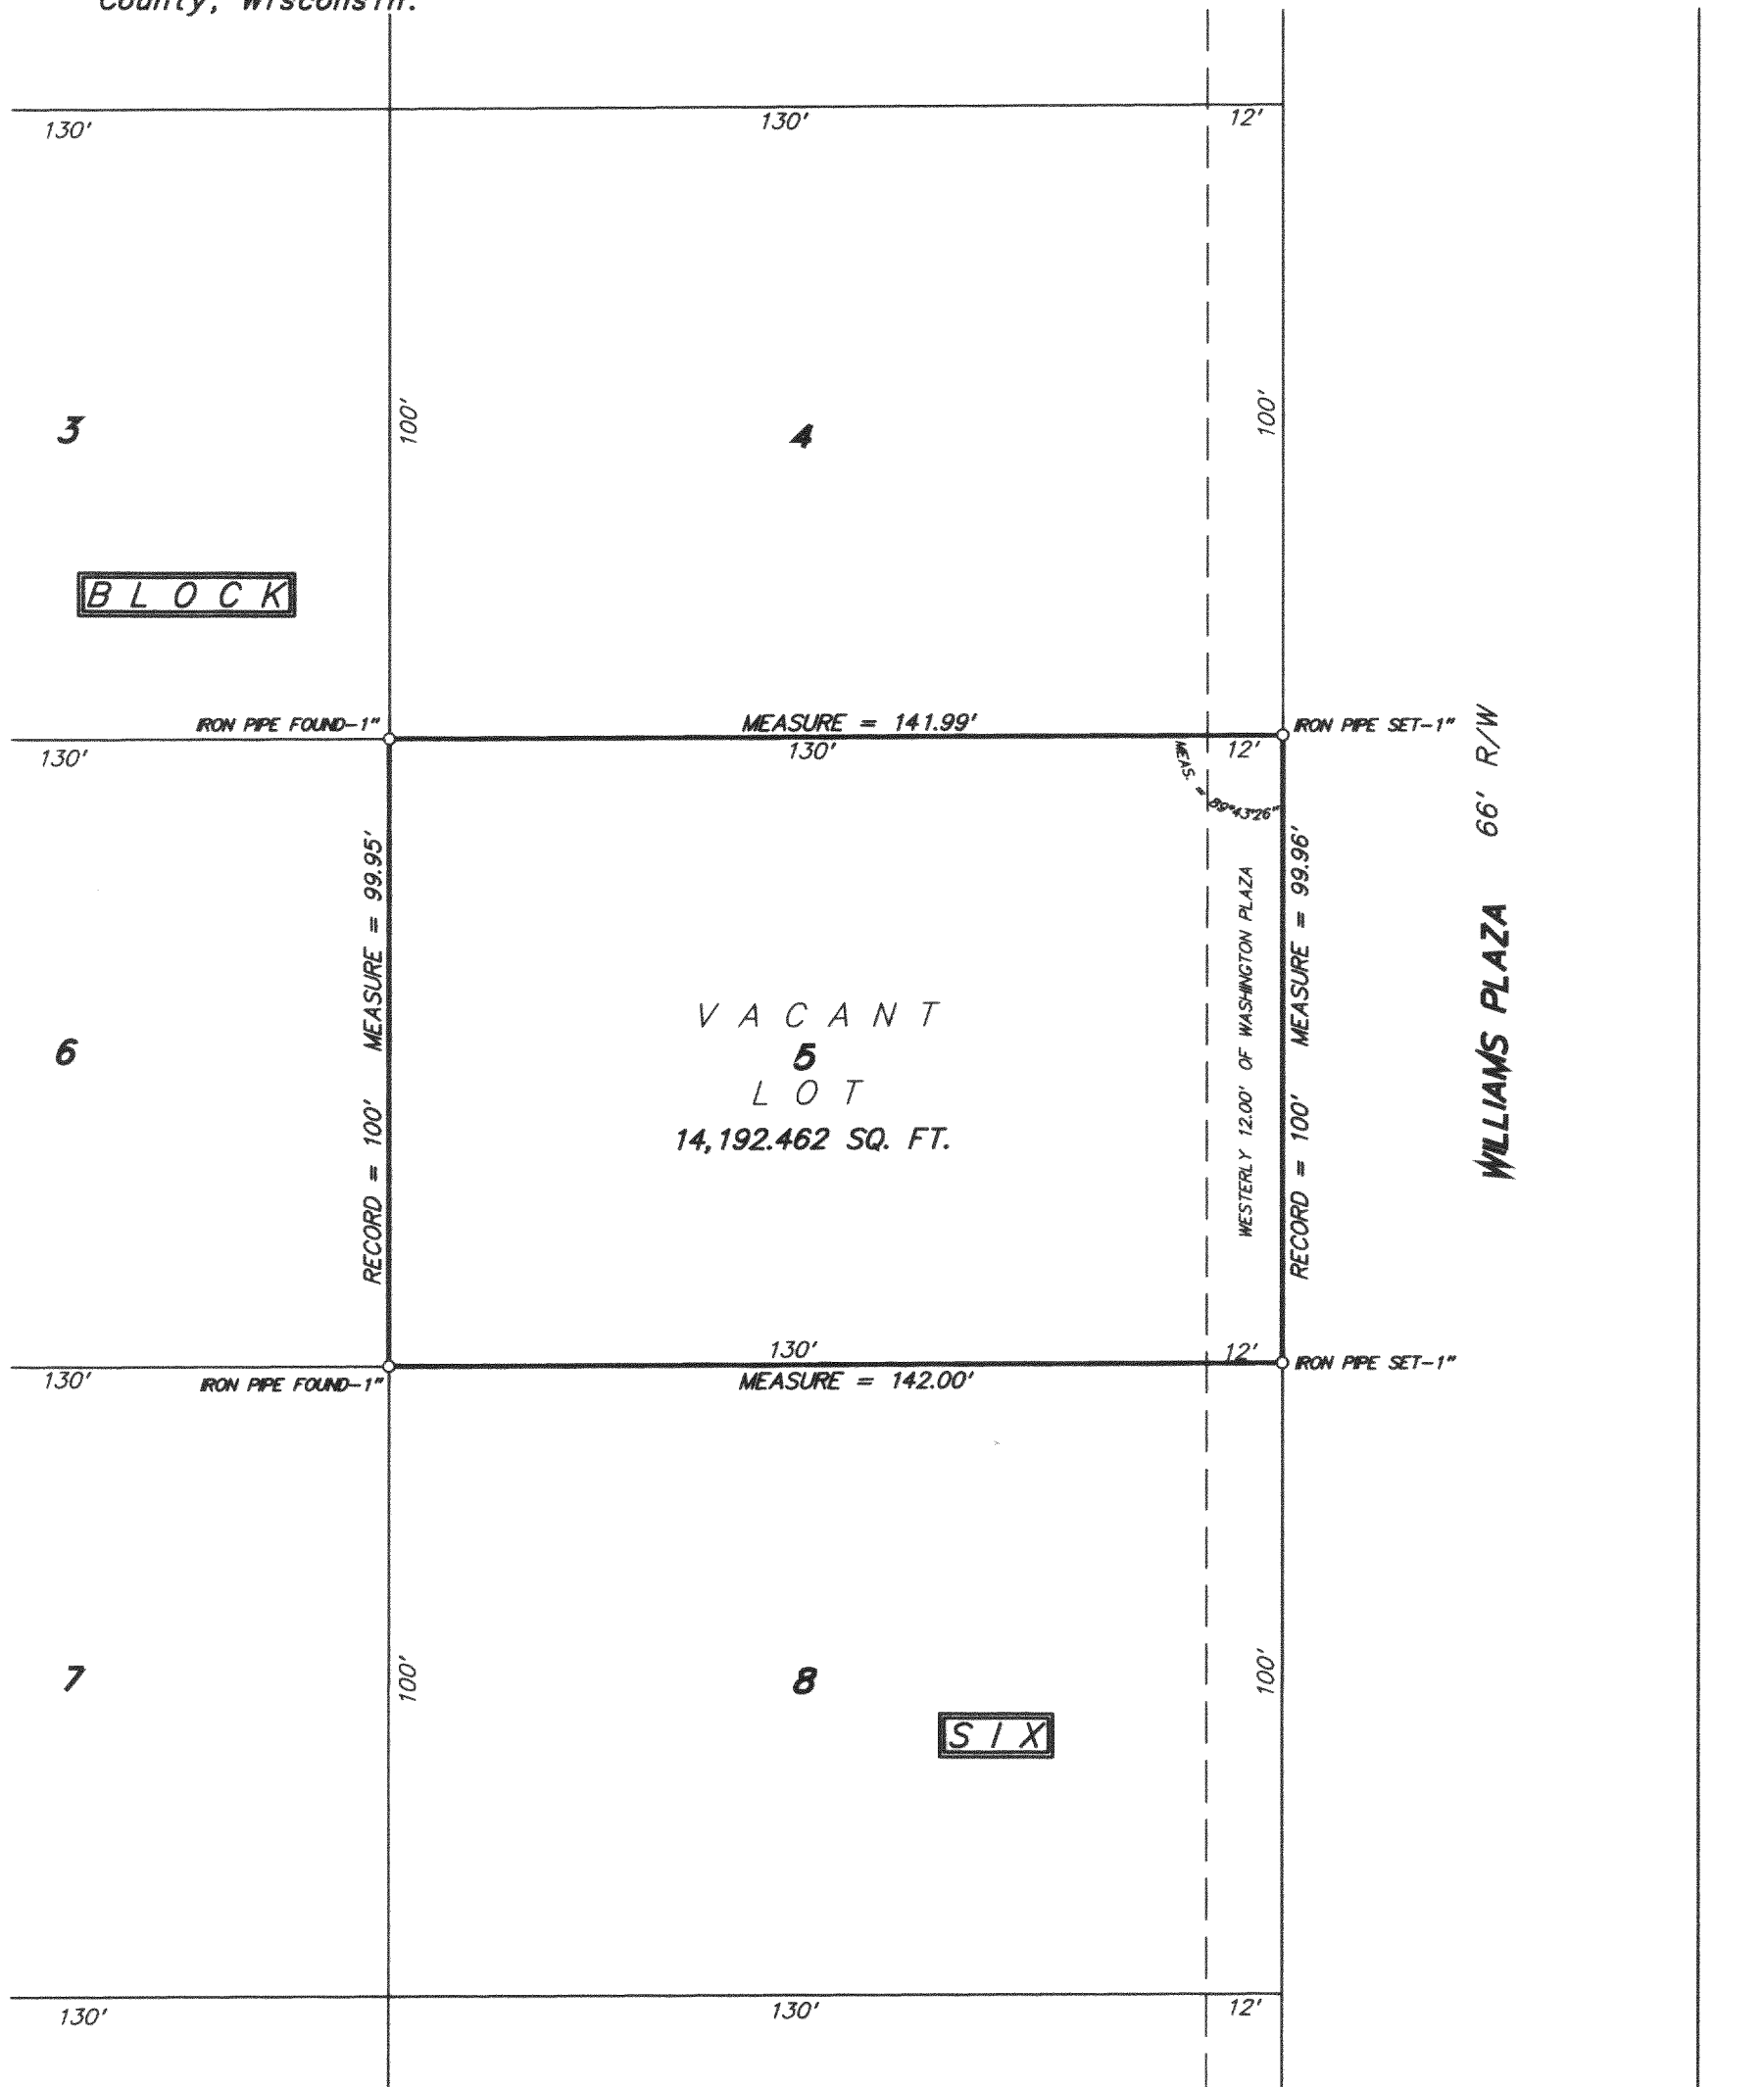 County, Wisconsin.
130'
130'
12'
3
100'
4
100'
BLOCK
IRON PIPE FOUND-1"
MEASURE = 141.99'
IRON PIPE SET-1"
130'
130'
12'
MEAS. = 89°43'26"
WILLIAMS PLAZA 66' R/W
RECORD = 100' MEASURE = 99.95'
WESTERLY 12.00' OF WASHINGTON PLAZA
RECORD = 100' MEASURE = 99.96'
6
VACANT
5
LOT
14,192.462 SQ. FT.
130'
12'
130'
IRON PIPE FOUND-1"
MEASURE = 142.00'
IRON PIPE SET-1"
7
100'
8
100'
SIX
130'
130'
12'